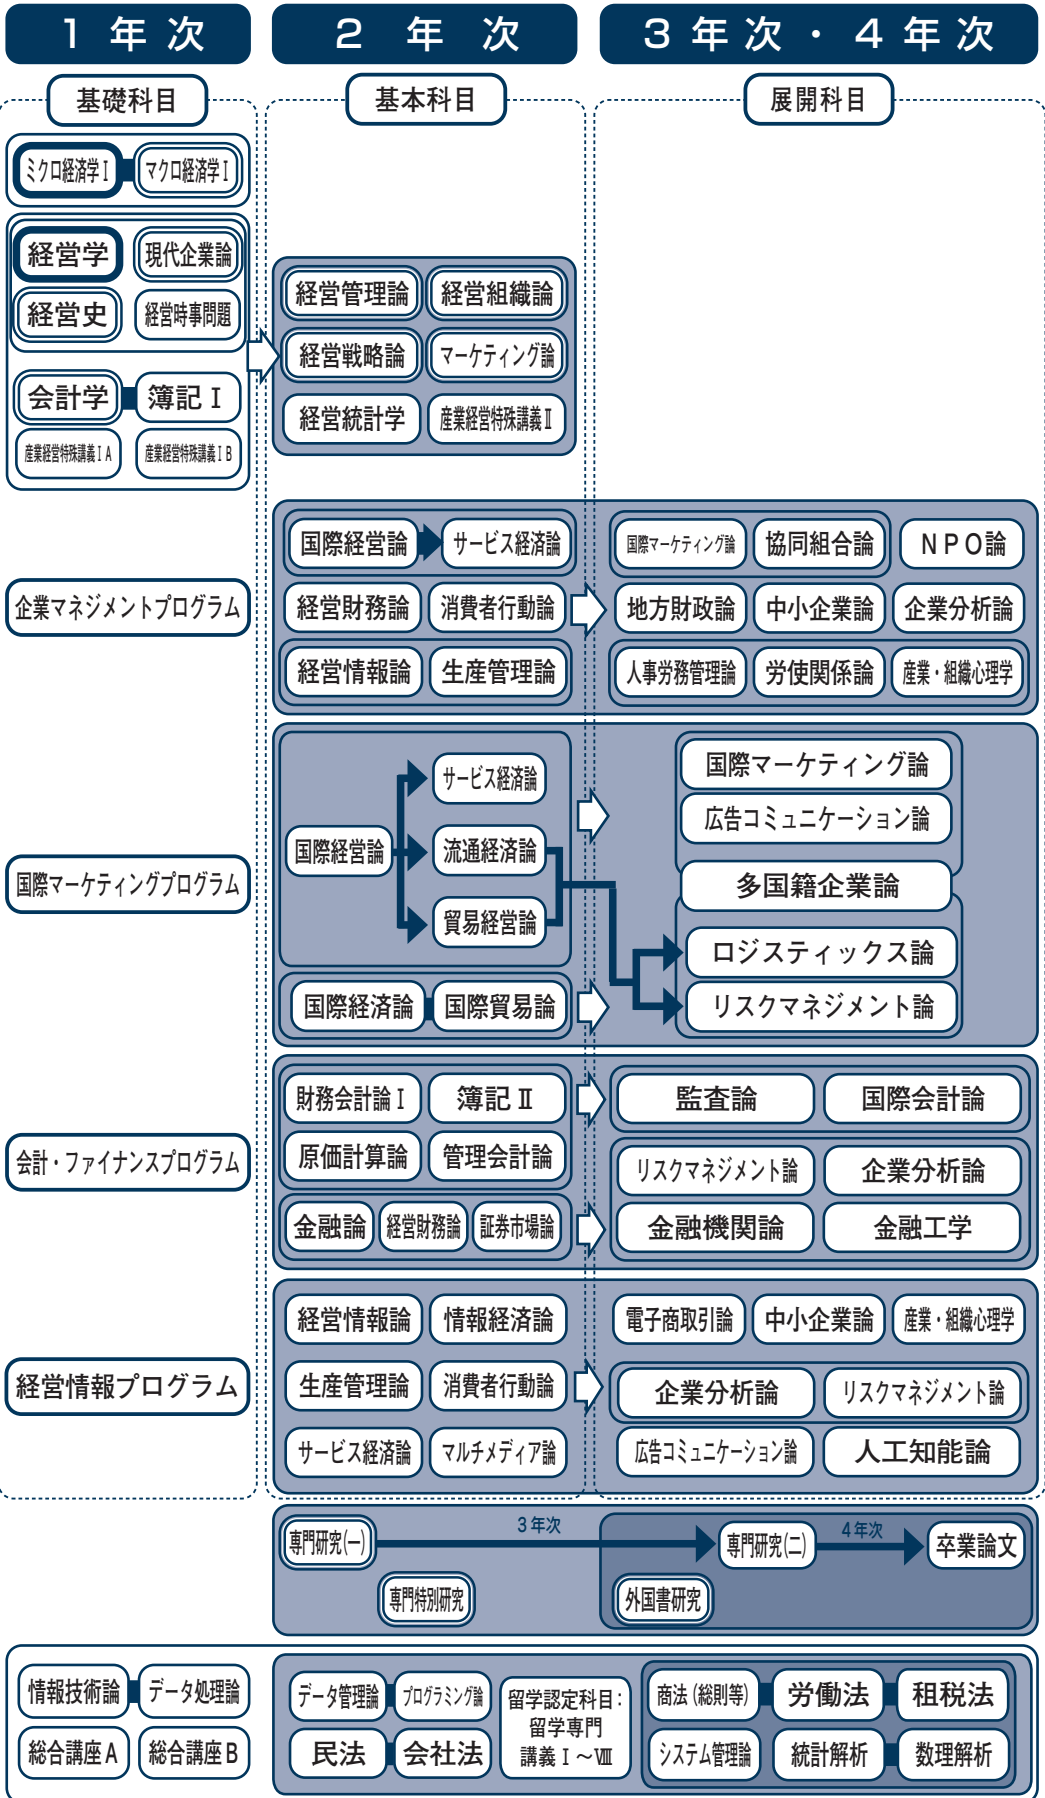 1年次
2年次
3年次・4年次
基礎科目
基本科目
展開科目
ミクロ経済学Ⅰ
マクロ経済学Ⅰ
経営学
現代企業論
経営史
経営時事問題
会計学
簿記Ⅰ
産業経営特殊講義ⅠA
産業経営特殊講義ⅠB
経営管理論
経営組織論
経営戦略論
マーケティング論
経営統計学
産業経営特殊講義Ⅱ
企業マネジメントプログラム
国際経営論
サービス経済論
経営財務論
消費者行動論
経営情報論
生産管理論
国際マーケティング論
協同組合論
NPO論
地方財政論
中小企業論
企業分析論
人事労務管理論
労使関係論
産業・組織心理学
国際マーケティングプログラム
国際経営論
サービス経済論
流通経済論
貿易経営論
国際経済論
国際貿易論
国際マーケティング論
広告コミュニケーション論
多国籍企業論
ロジスティックス論
リスクマネジメント論
会計・ファイナンスプログラム
財務会計論Ⅰ
簿記Ⅱ
原価計算論
管理会計論
金融論
経営財務論
証券市場論
監査論
国際会計論
リスクマネジメント論
企業分析論
金融機関論
金融工学
経営情報プログラム
経営情報論
情報経済論
生産管理論
消費者行動論
サービス経済論
マルチメディア論
電子商取引論
中小企業論
産業・組織心理学
企業分析論
リスクマネジメント論
広告コミュニケーション論
人工知能論
専門研究(一)
3年次
専門研究(二)
4年次
卒業論文
専門特別研究
外国書研究
情報技術論
データ処理論
総合講座A
総合講座B
データ管理論
プログラミング論
民法
会社法
留学認定科目：
留学専門
講義Ⅰ～Ⅷ
商法(総則等)
労働法
租税法
システム管理論
統計解析
数理解析